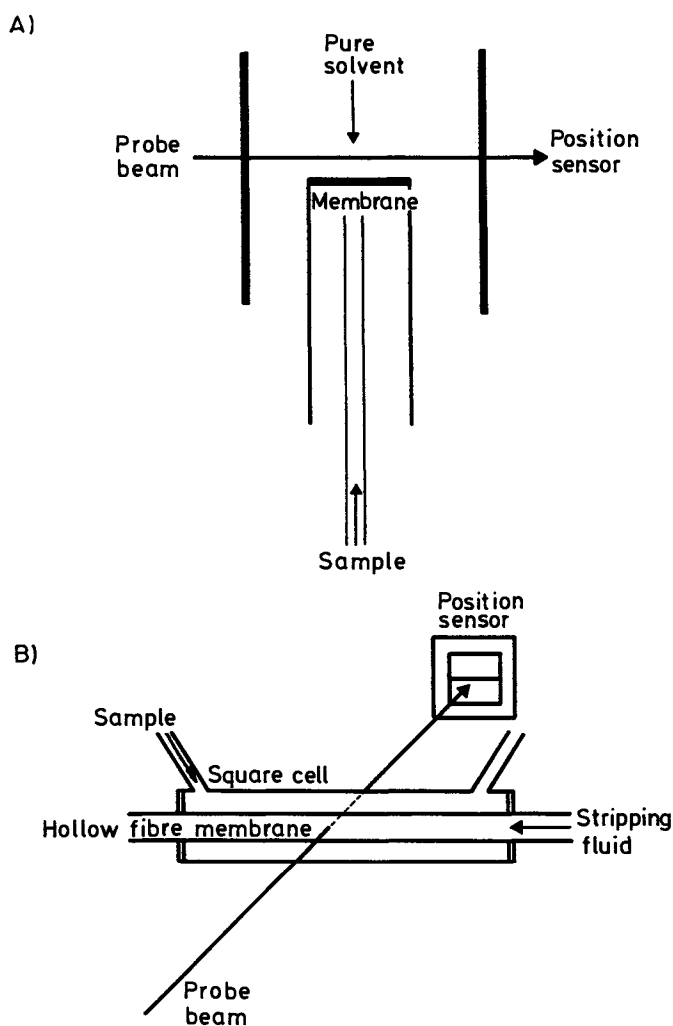 A)
Pure
solvent
Probe
beam
Position
sensor
Membrane
Sample
Position
sensor
B)
Sample
Square cell
Hollow fibre membrane
Stripping
fluid
Probe
beam